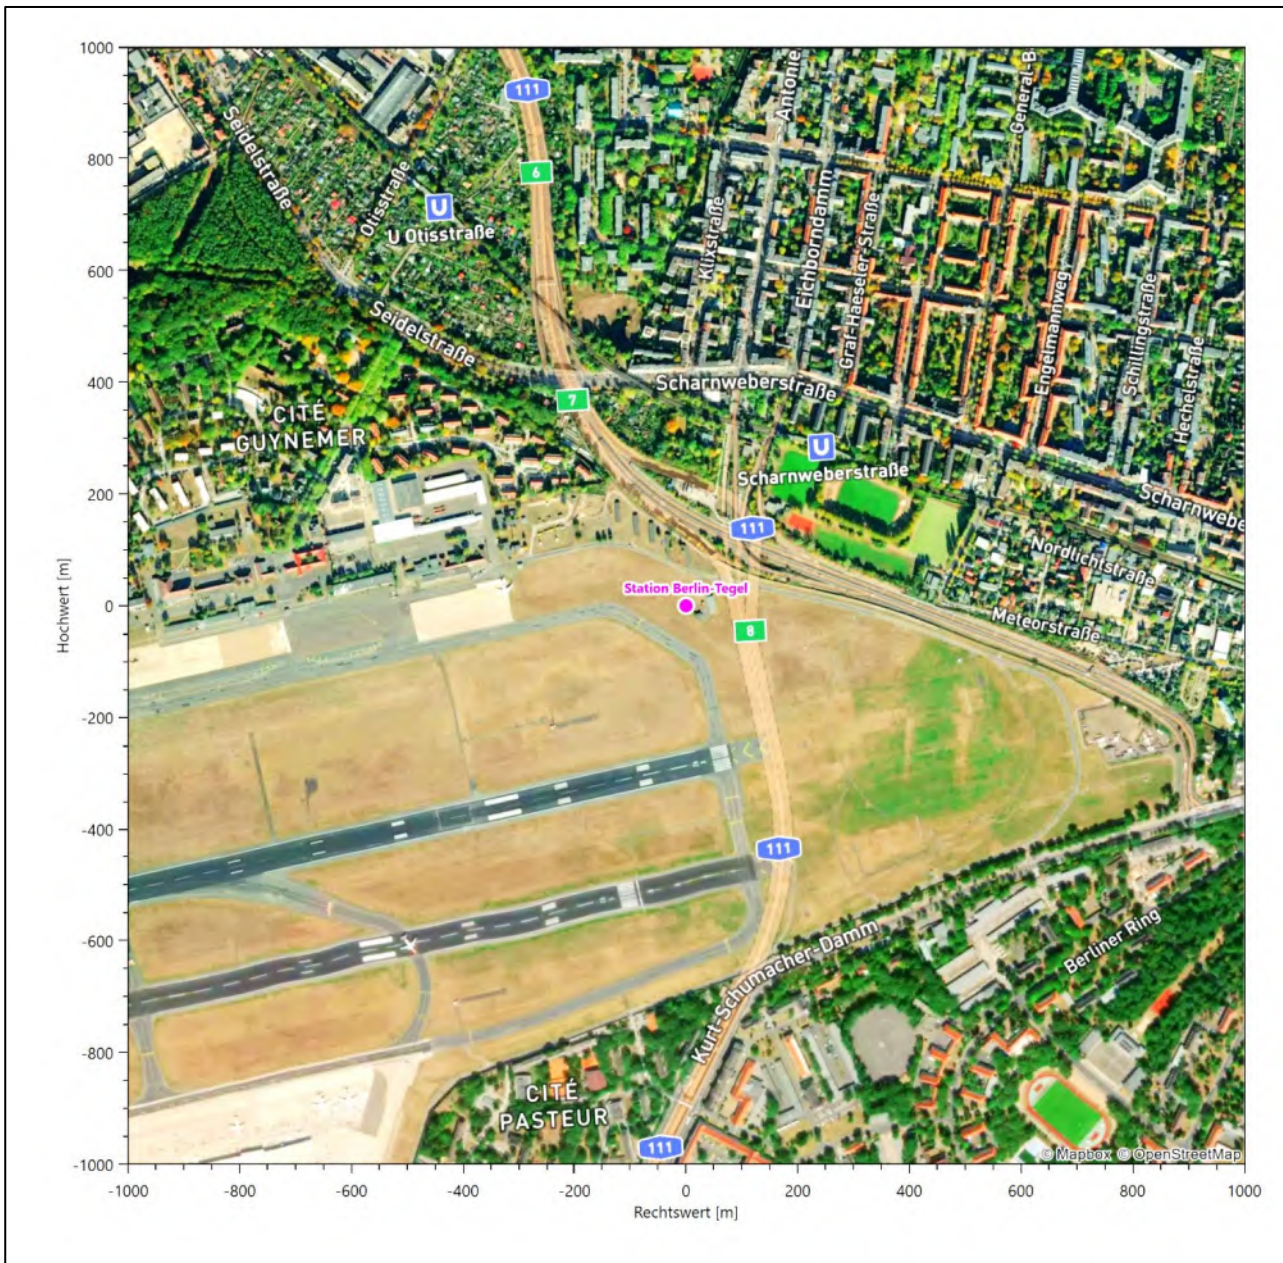 1000
800
600
400
200
0
-200
-400
-600
-800
-1000
Hochwert [m]
-1000
-800
-600
-400
-200
0
200
400
600
800
1000
Rechtswert [m]
111
Seidelstraße
6
Otisstraße
U
U Otisstraße
Klixstraße
Antonie
Eichborndamm
Graf-Haeseler-Straße
General-B
Engelmannweg
Schillingstraße
Hechelstraße
Seidelstraße
7
Scharnweberstraße
CITÉ
GUYNEMER
U
Scharnweberstraße
Scharnwebe
111
Nordlichtstraße
Station Berlin-Tegel
8
Meteorstraße
111
Kurt-Schumacher-Damm
Berliner Ring
CITÉ
PASTEUR
111
© Mapbox © OpenStreetMap